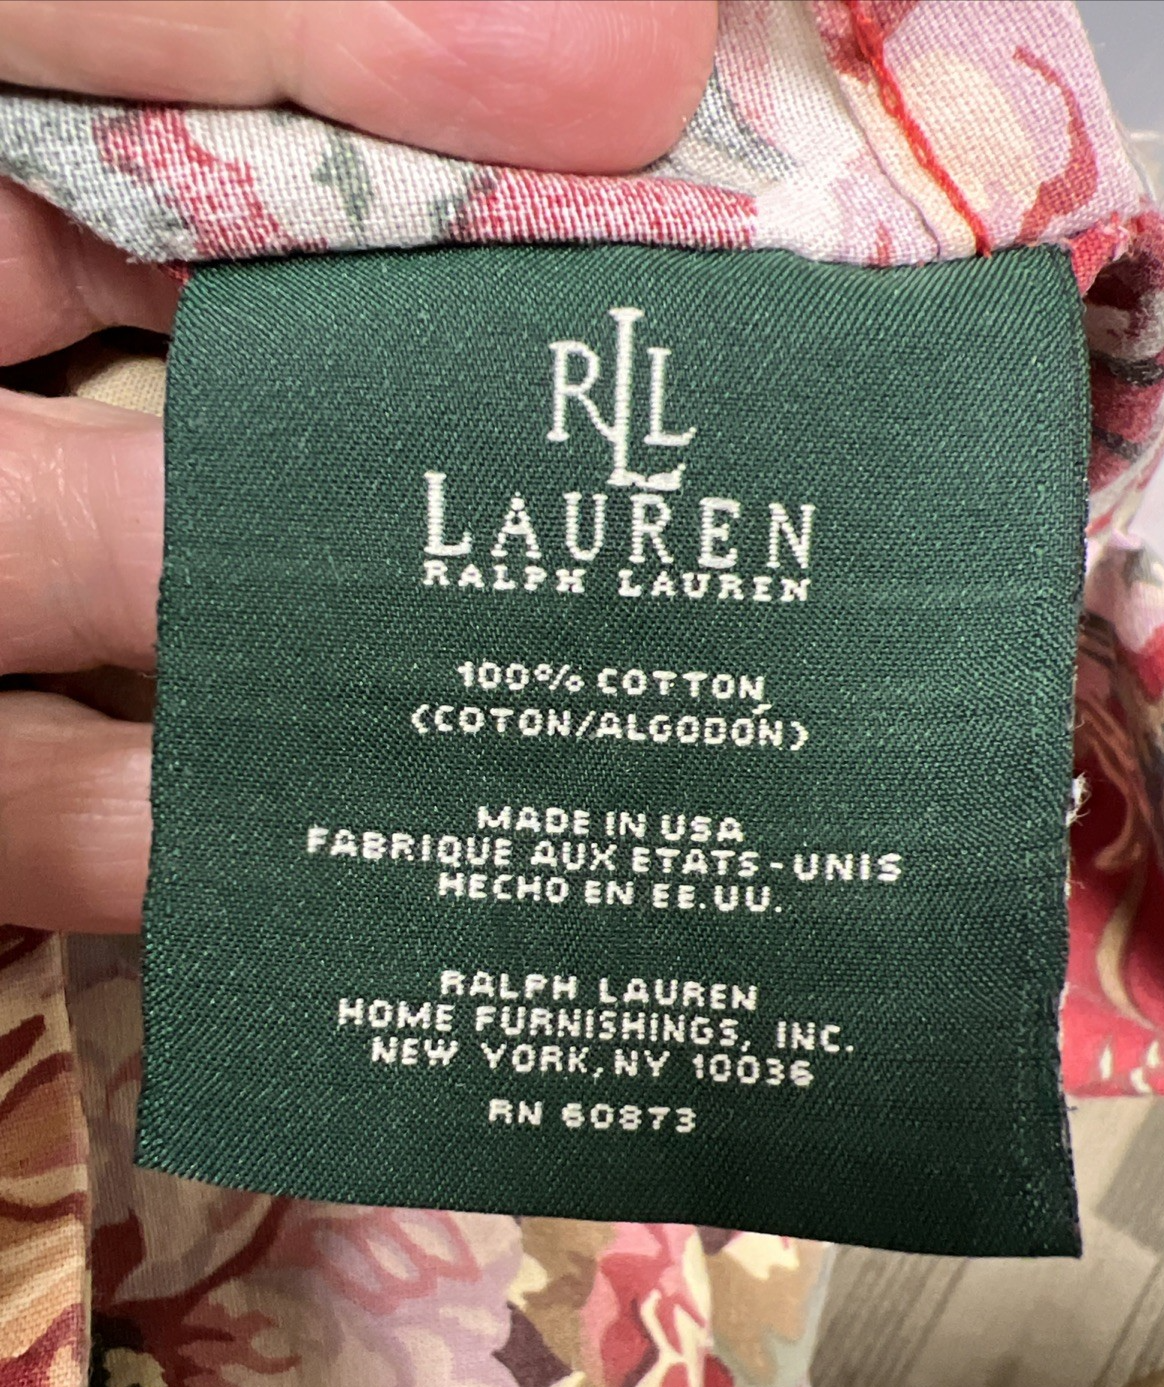 RLL
LAUREN
RALPH LAUREN
100% COTTON
(COTON/ALGODÓN)
MADE IN USA
FABRIQUE AUX ETATS-UNIS
HECHO EN EE.UU.
RALPH LAUREN
HOME FURNISHINGS, INC.
NEW YORK, NY 10036
RN 60873